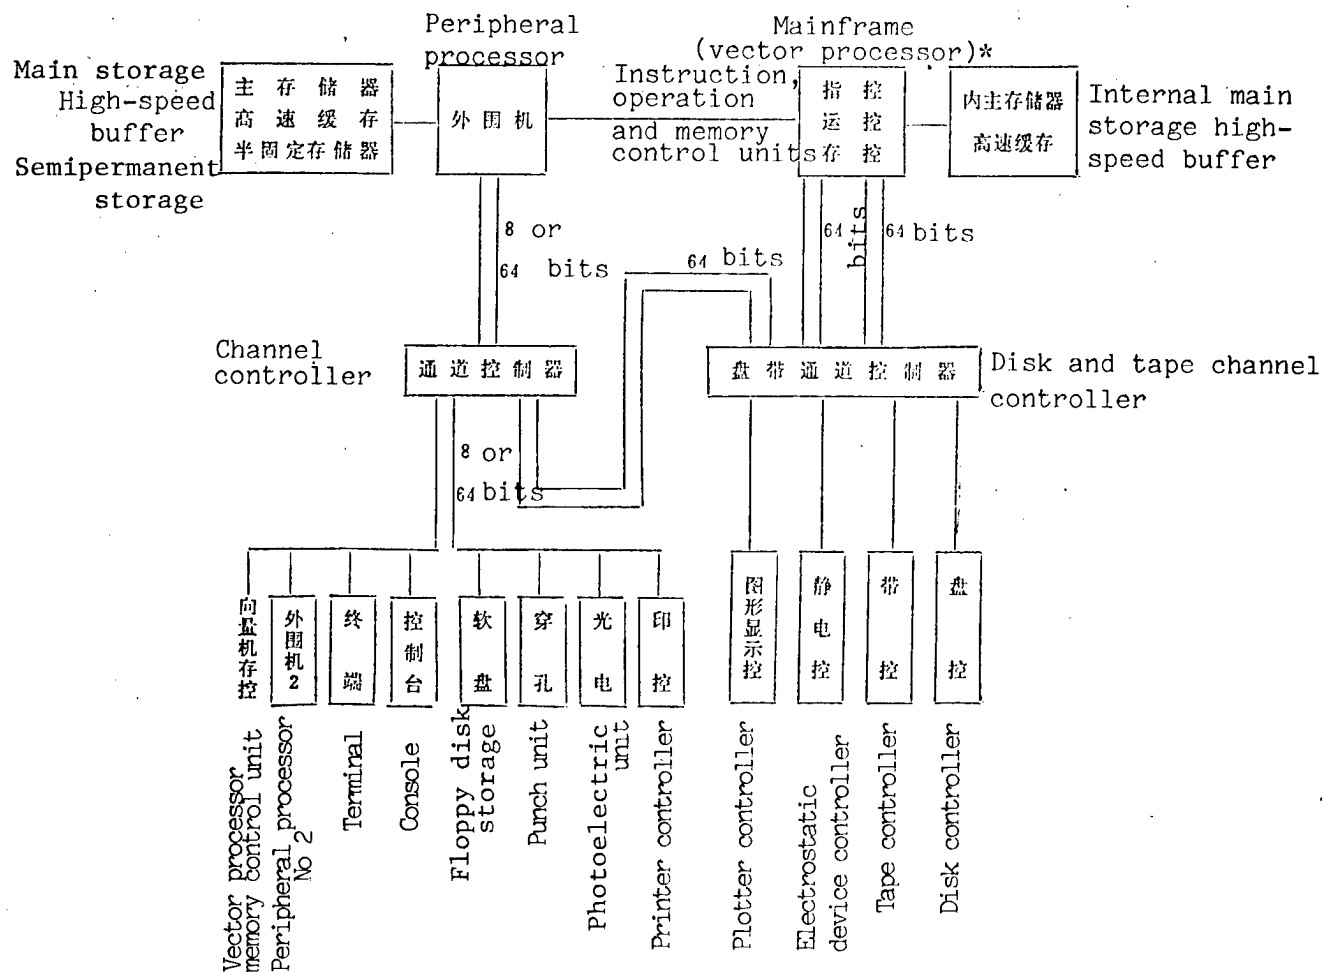 Peripheral
processor
Mainframe
(vector processor)*
Main storage
High-speed
buffer
Semipermanent
storage
主存储器
高速缓存
半固定存储器
外围机
Instruction,
operation
and memory
control units
指控
运控
存控
内主存储器
高速缓存
Internal main
storage high-
speed buffer
8 or
64 bits
64 bits
64 bits
64 bits
Channel
controller
通道控制器
盘带通道控制器
Disk and tape channel
controller
8 or
64 bits
向量机存控
外围机2
终端
控制台
软盘
穿孔
光电
印控
图形显示控
静电控
带控
盘控
Vector processor
memory control unit
Peripheral processor
No 2
Terminal
Console
Floppy disk
storage
Punch unit
Photoelectric
unit
Printer controller
Plotter controller
Electrostatic
device controller
Tape controller
Disk controller